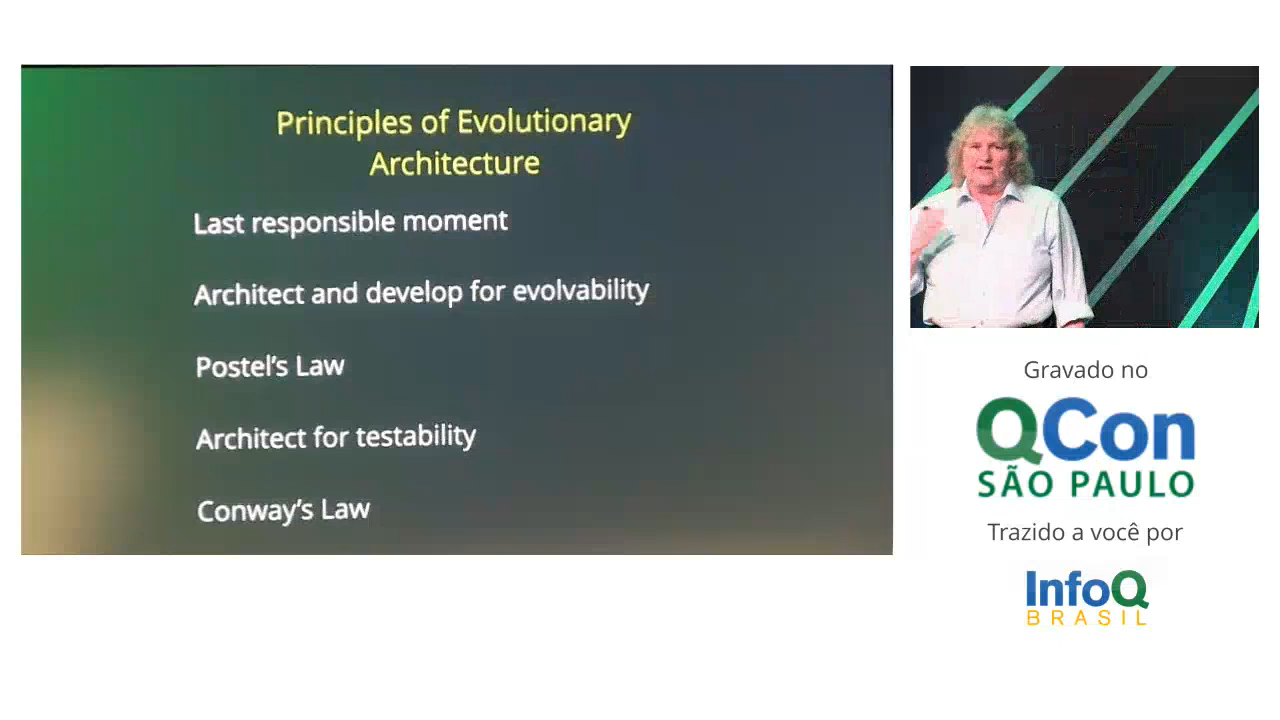 Principles of Evolutionary
Architecture
Last responsible moment
Architect and develop for evolvability
Postel's Law
Architect for testability
Conway's Law
Gravado no
QCon
SÃO PAULO
Trazido a você por
InfoQ
BRASIL